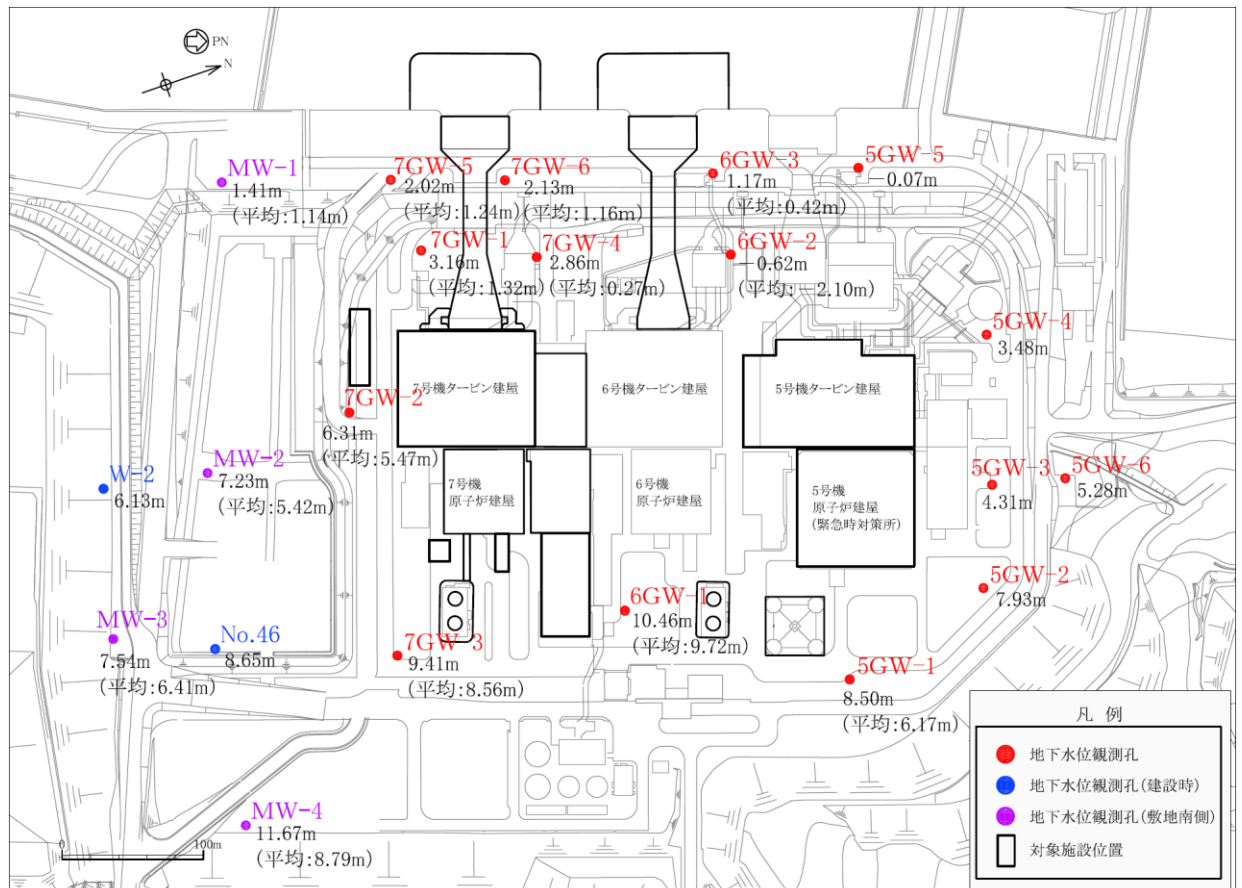 PN
N
MW-1
1.41m
(平均:1.14m)
7GW-5
2.02m
(平均:1.24m)
7GW-6
2.13m
(平均:1.16m)
6GW-3
1.17m
(平均:0.42m)
5GW-5
-0.07m
7GW-1
3.16m
(平均:1.32m)
7GW-4
2.86m
(平均:0.27m)
6GW-2
-0.62m
(平均:-2.10m)
5GW-4
3.48m
7号機タービン建屋
6号機タービン建屋
5号機タービン建屋
7GW-2
6.31m
(平均:5.47m)
W-2
6.13m
MW-2
7.23m
(平均:5.42m)
7号機
原子炉建屋
6号機
原子炉建屋
5号機
原子炉建屋
(緊急時対策所)
5GW-3
4.31m
5GW-6
5.28m
5GW-2
7.93m
MW-3
7.54m
(平均:6.41m)
No.46
8.65m
7GW-3
9.41m
(平均:8.56m)
6GW-1
10.46m
(平均:9.72m)
5GW-1
8.50m
(平均:6.17m)
MW-4
11.67m
(平均:8.79m)
0
100m
凡 例
地下水位観測孔
地下水位観測孔(建設時)
地下水位観測孔(敷地南側)
対象施設位置